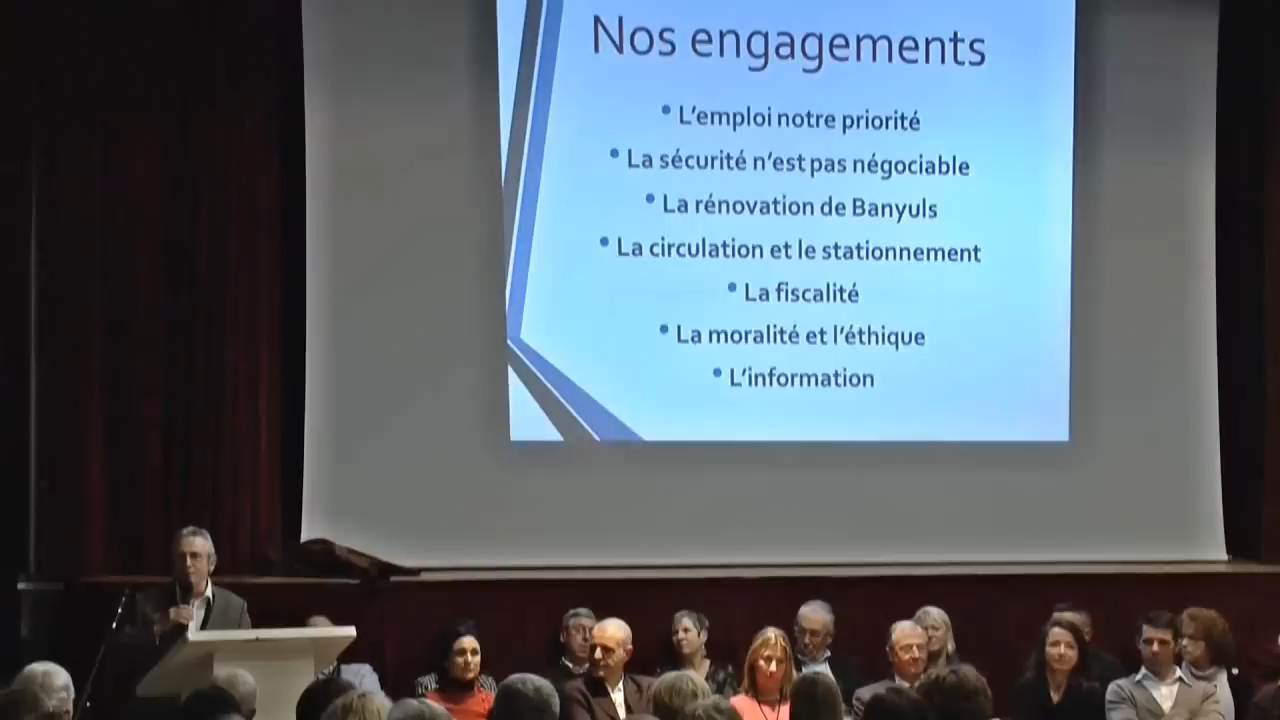 Nos engagements
• L'emploi notre priorité
• La sécurité n'est pas négociable
• La rénovation de Banyuls
• La circulation et le stationnement
• La fiscalité
• La moralité et l'éthique
• L'information